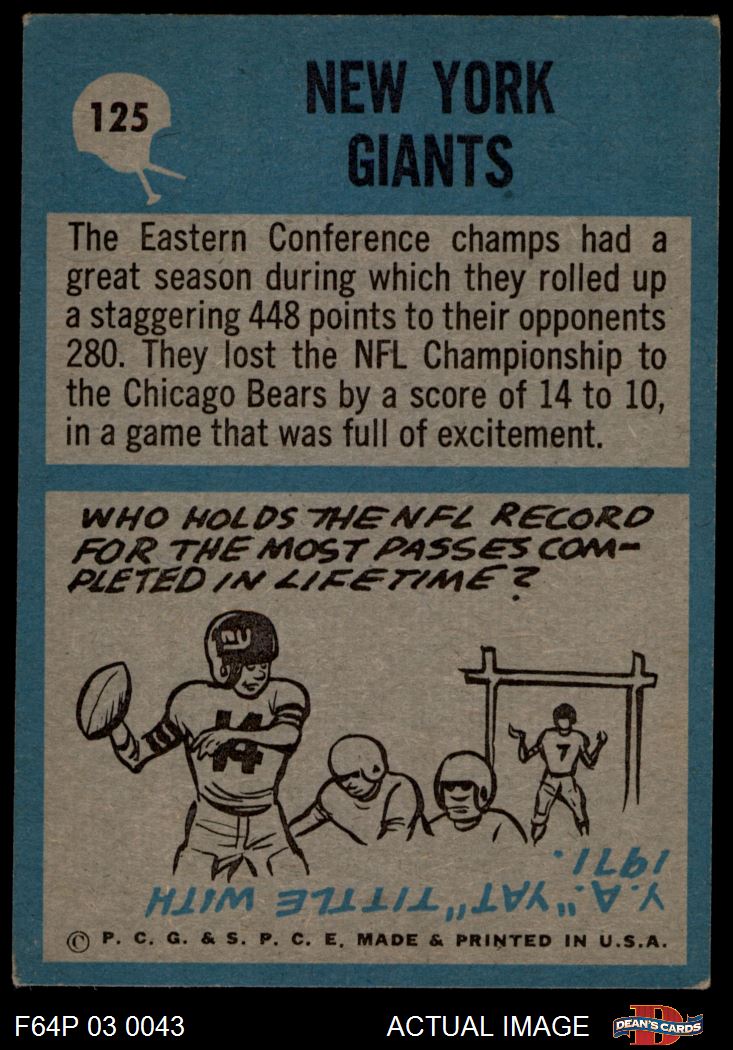 125
NEW YORK
GIANTS
The Eastern Conference champs had a
great season during which they rolled up
a staggering 448 points to their opponents
280. They lost the NFL Championship to
the Chicago Bears by a score of 14 to 10,
in a game that was full of excitement.
WHO HOLDS THE NFL RECORD
FOR THE MOST PASSES COM-
PLETED IN LIFETIME?
NY
14
7
Y.A. "YAT" TITTLE WITH
1971.
© P. C. G. & S. P. C. E. MADE & PRINTED IN U.S.A.
F64P 03 0043
ACTUAL IMAGE
D
DEAN'S CARDS